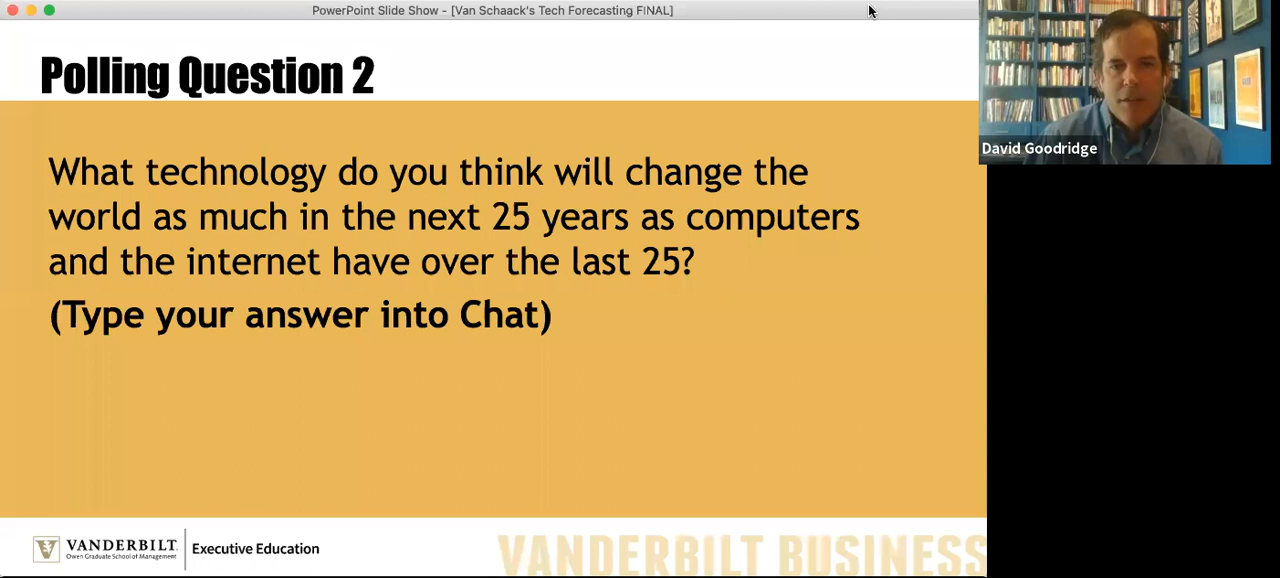 PowerPoint Slide Show - [Van Schaack's Tech Forecasting FINAL]
Polling Question 2
David Goodridge
What technology do you think will change the
world as much in the next 25 years as computers
and the internet have over the last 25?
(Type your answer into Chat)
VANDERBILT
Owen Graduate School of Management
Executive Education
VANDERBILT BUSINESS